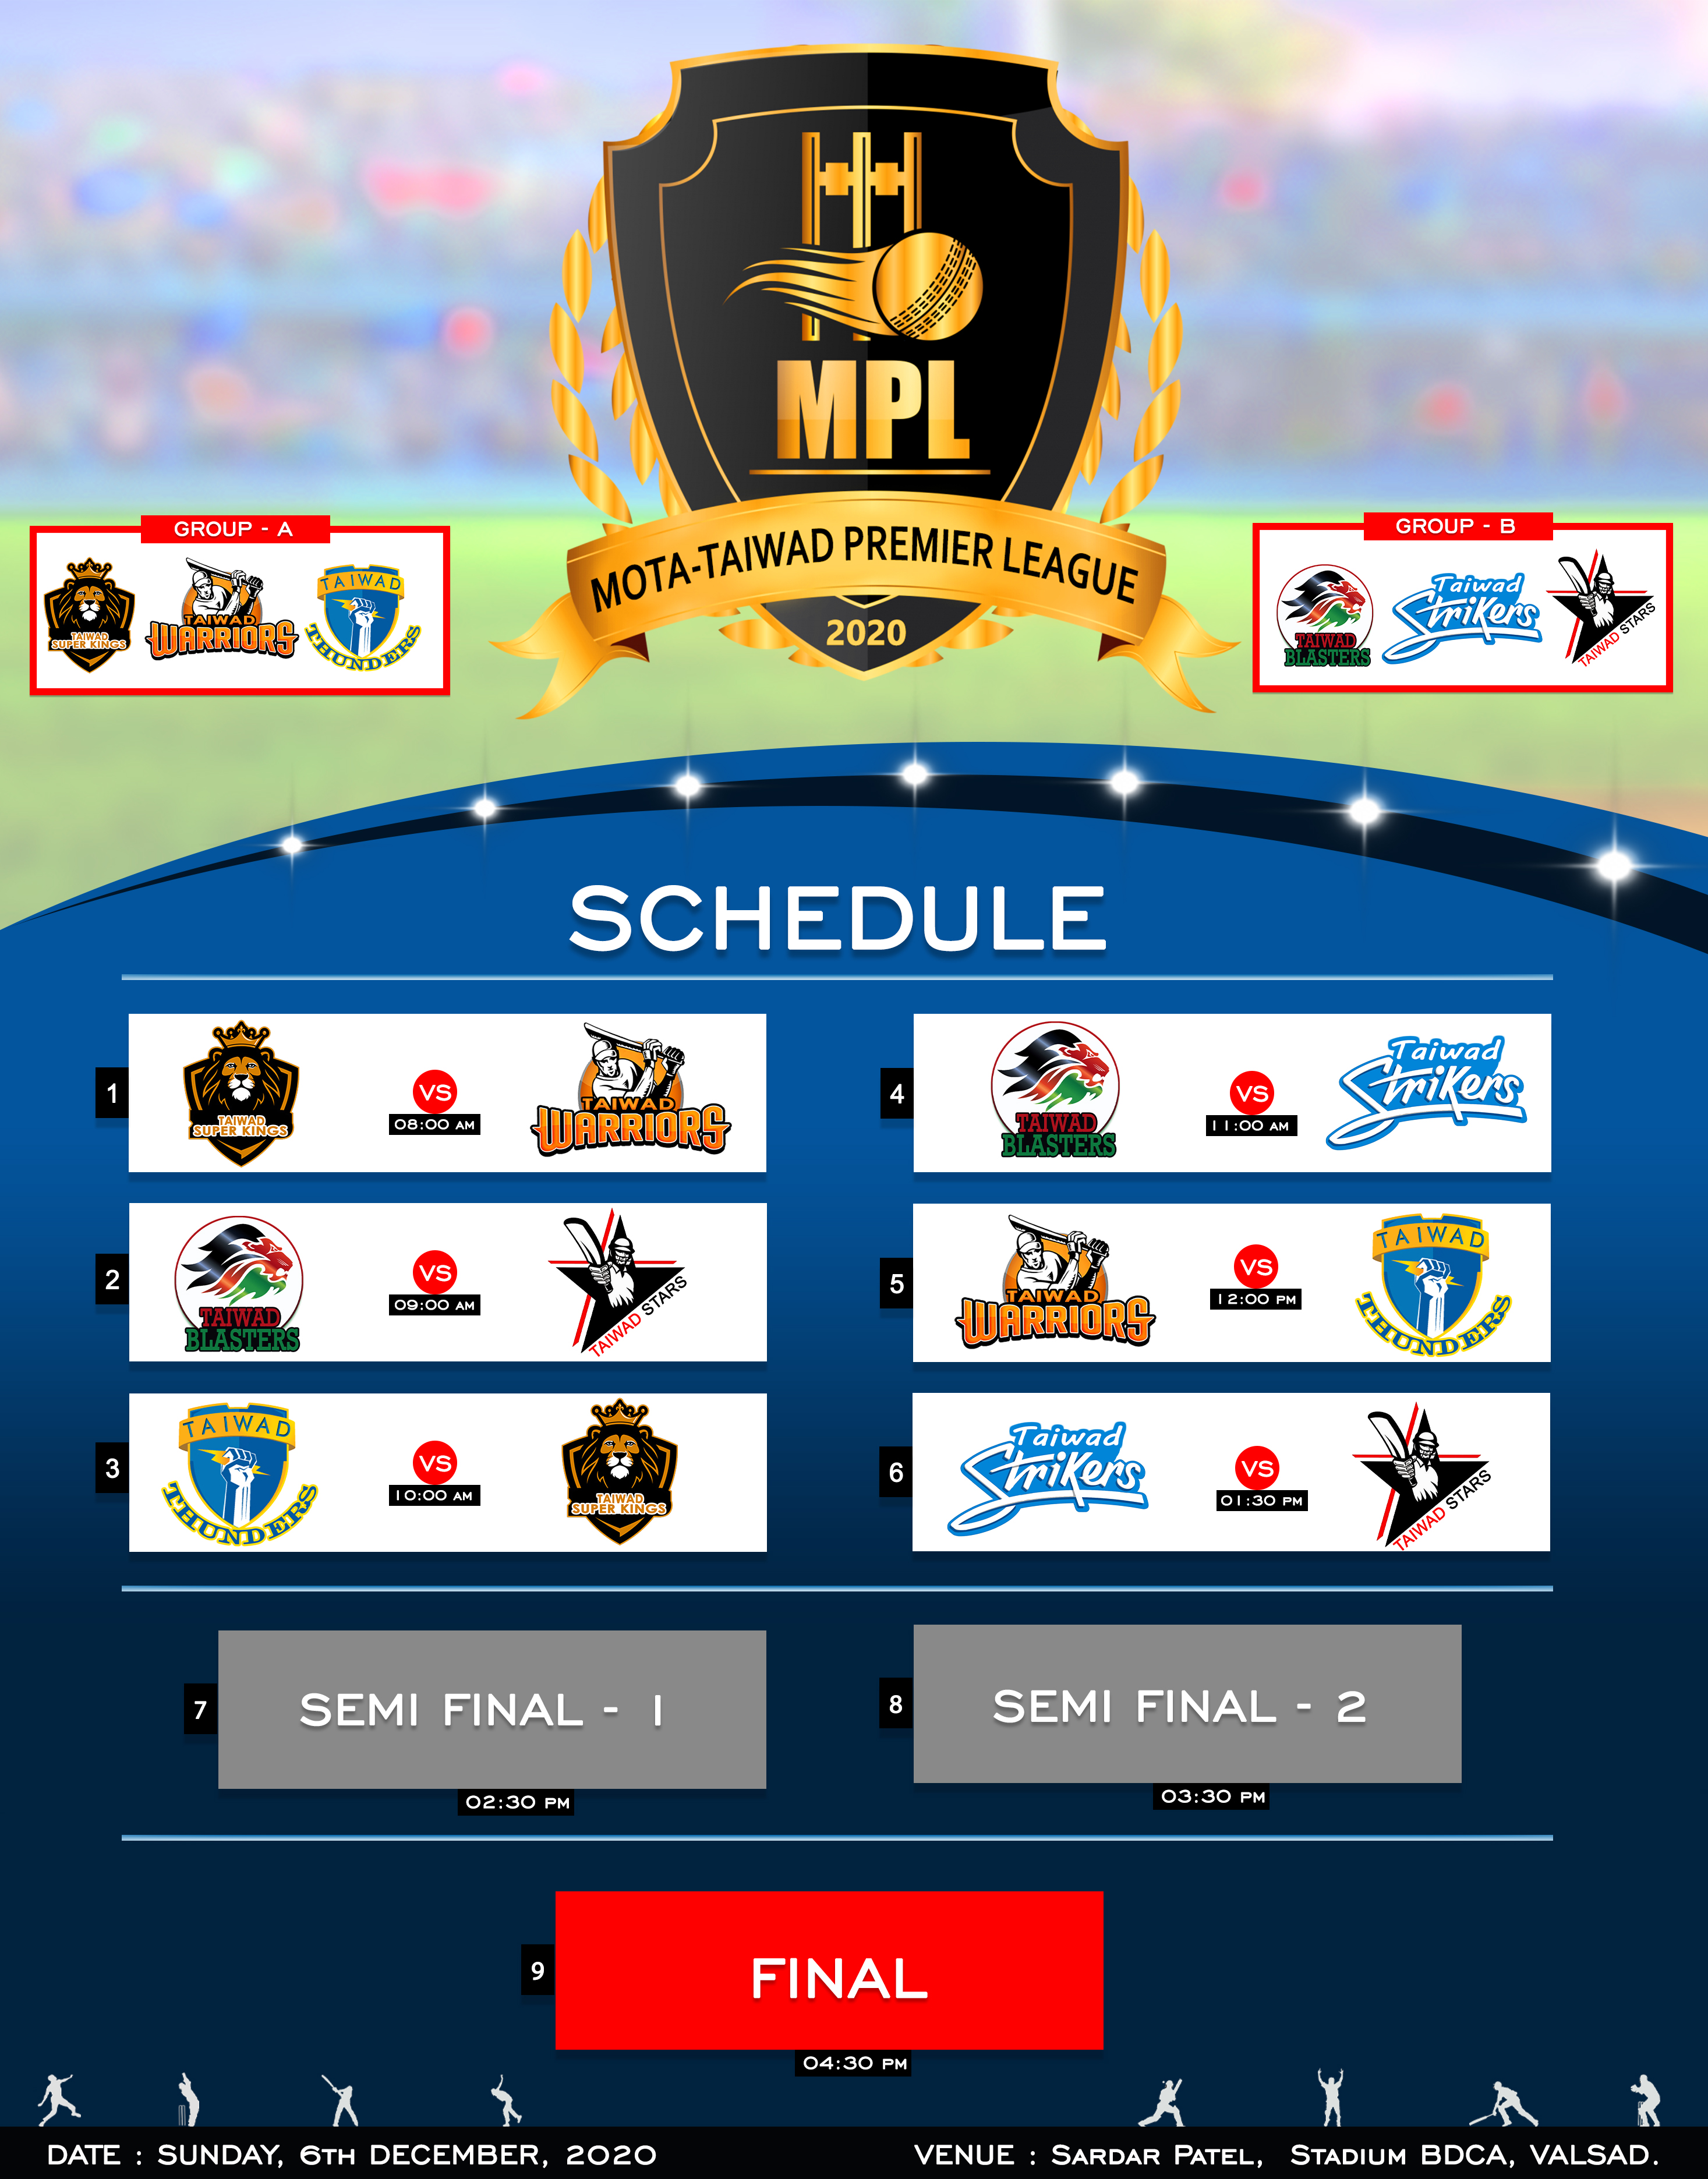 MPL
MOTA-TAIWAD PREMIER LEAGUE
2020
GROUP - A
TAIWAD
SUPER KINGS
TAIWAD
WARRIORS
TAIWAD
THUNDERS
GROUP - B
TAIWAD
BLASTERS
Taiwad
Strikers
TAIWAD STARS
SCHEDULE
1
TAIWAD
SUPER KINGS
VS
08:00 AM
TAIWAD
WARRIORS
4
TAIWAD
BLASTERS
VS
11:00 AM
Taiwad
Strikers
2
TAIWAD
BLASTERS
VS
09:00 AM
TAIWAD STARS
5
TAIWAD
WARRIORS
VS
12:00 PM
TAIWAD
THUNDERS
3
TAIWAD
THUNDERS
VS
10:00 AM
TAIWAD
SUPER KINGS
6
Taiwad
Strikers
VS
01:30 PM
TAIWAD STARS
7
SEMI FINAL - 1
02:30 PM
8
SEMI FINAL - 2
03:30 PM
9
FINAL
04:30 PM
DATE : SUNDAY, 6TH DECEMBER, 2020
VENUE : SARDAR PATEL, STADIUM BDCA, VALSAD.